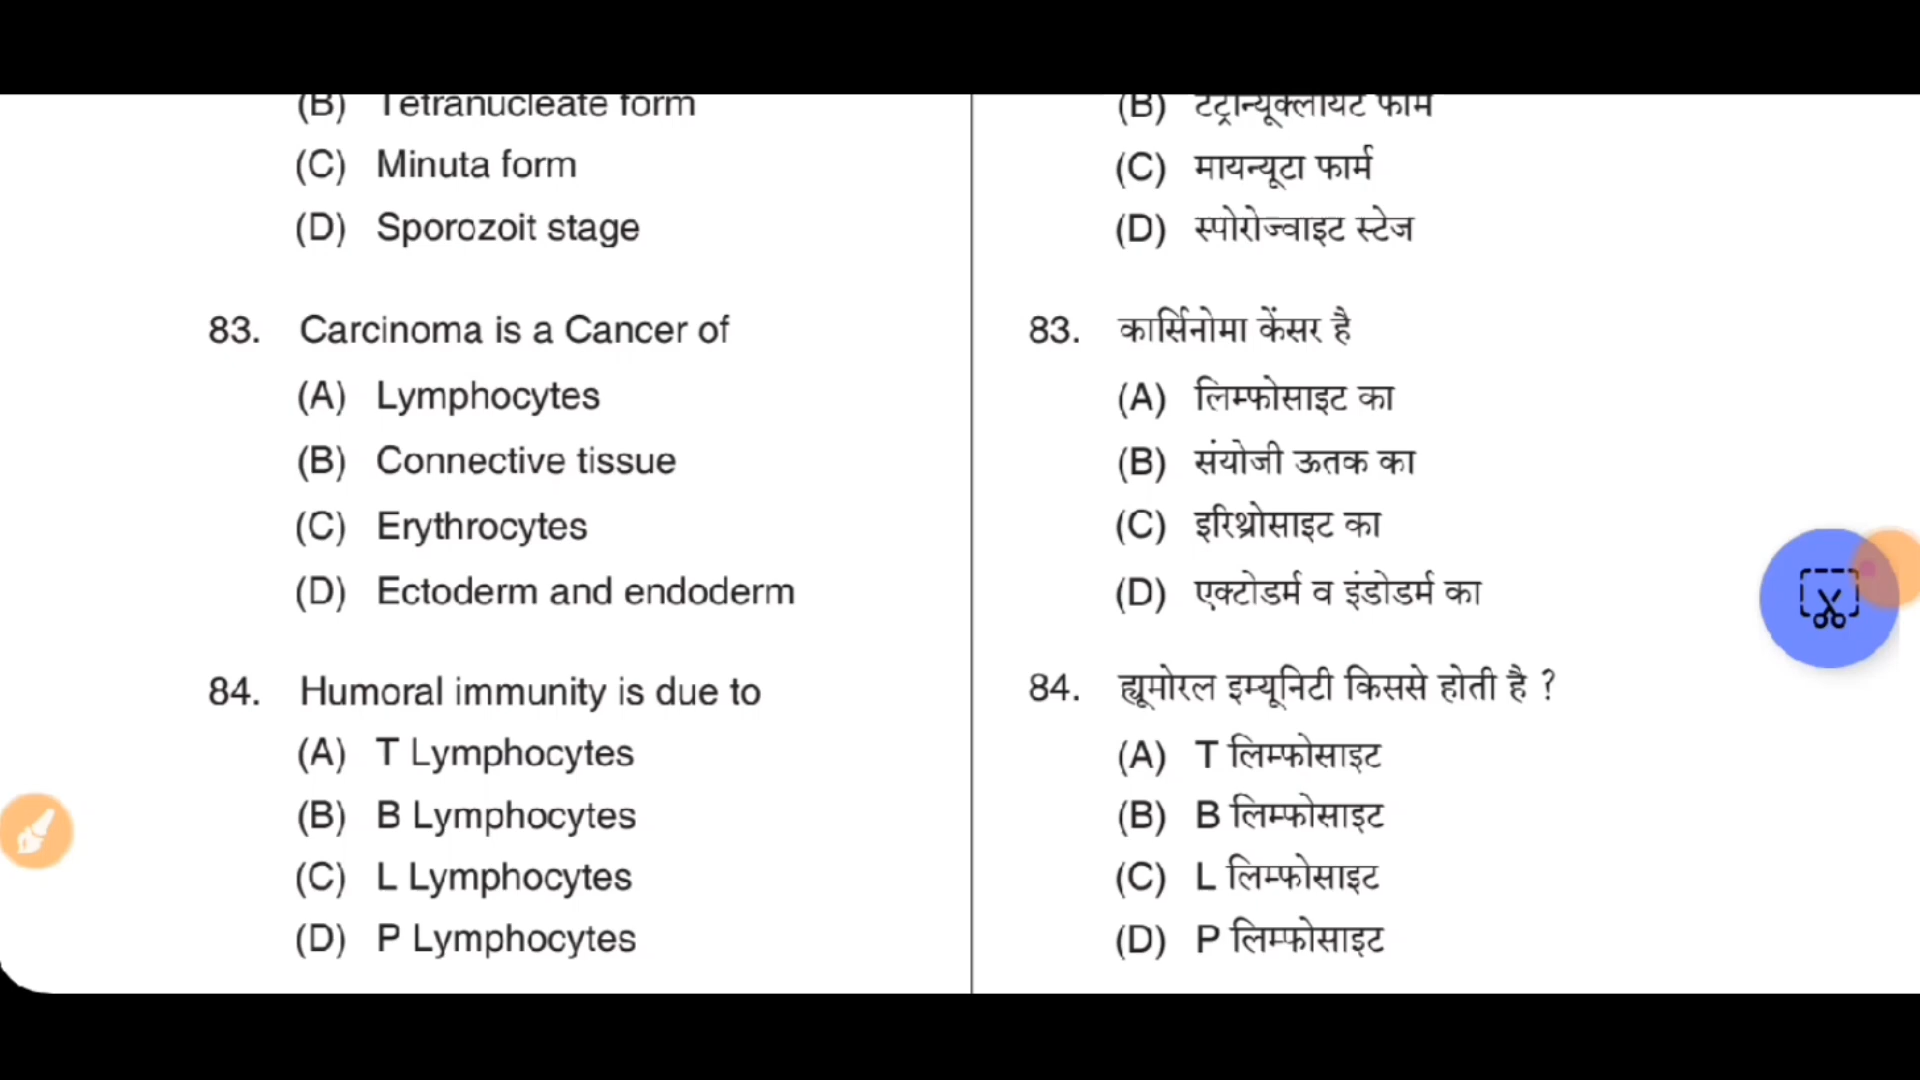 (B) Tetranucleate form
(C) Minuta form
(D) Sporozoit stage
83. Carcinoma is a Cancer of
(A) Lymphocytes
(B) Connective tissue
(C) Erythrocytes
(D) Ectoderm and endoderm
84. Humoral immunity is due to
(A) T Lymphocytes
(B) B Lymphocytes
(C) L Lymphocytes
(D) P Lymphocytes
(B) टेट्रान्यूक्लीयेट फार्म
(C) मायन्यूटा फार्म
(D) स्पोरोज्वाइट स्टेज
83. कार्सिनोमा केंसर है
(A) लिम्फोसाइट का
(B) संयोजी ऊतक का
(C) इरिथ्रोसाइट का
(D) एक्टोडर्म व इंडोडर्म का
84. ह्यूमोरल इम्यूनिटी किससे होती है ?
(A) T लिम्फोसाइट
(B) B लिम्फोसाइट
(C) L लिम्फोसाइट
(D) P लिम्फोसाइट